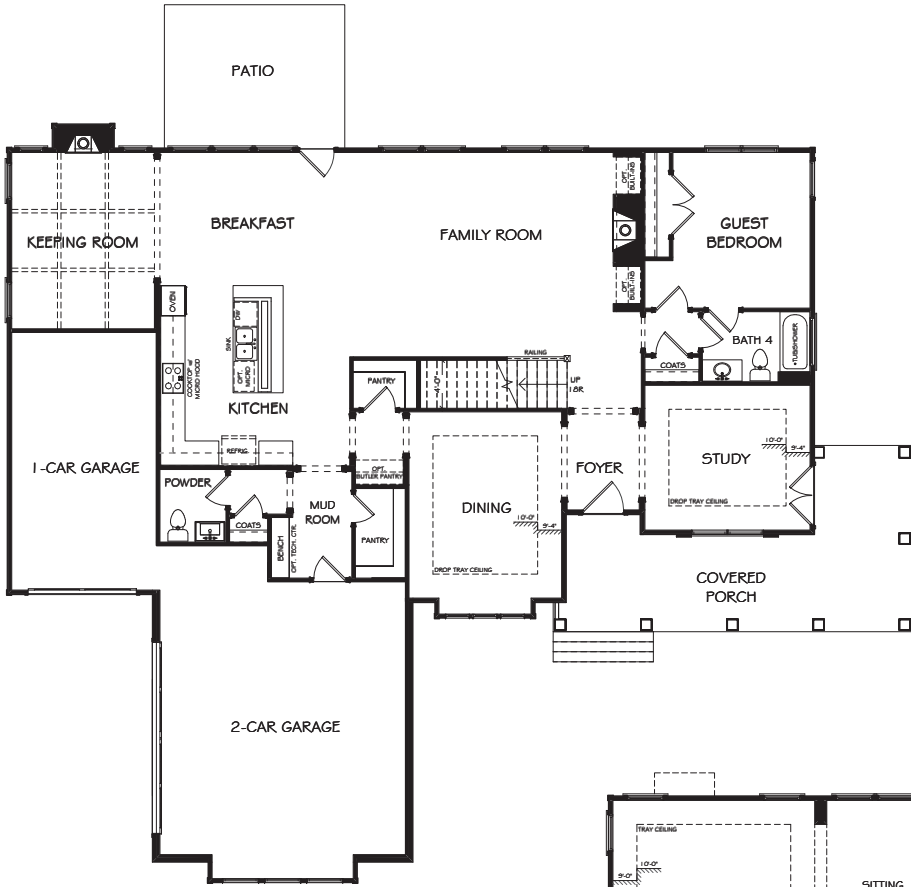 PATIO
KEEPING ROOM
BREAKFAST
FAMILY ROOM
OPT.
BUILT-INS
OPT.
BUILT-INS
GUEST
BEDROOM
OVEN
DW
SINK
OPT.
MICRO
COOKTOP w/
MICRO HOOD
KITCHEN
REFRIG.
RAILING
UP
18R
4'-0"
PANTRY
COATS
BATH 4
TUB/SHOWER
1-CAR GARAGE
POWDER
COATS
MUD
ROOM
BENCH
OPT. TECH. CTR.
OPT.
BUTLER PANTRY
PANTRY
DINING
10'-0"
9'-4"
DROP TRAY CEILING
FOYER
STUDY
10'-0"
9'-4"
DROP TRAY CEILING
COVERED
PORCH
2-CAR GARAGE
TRAY CEILING
10'-0"
9'-0"
SITTING